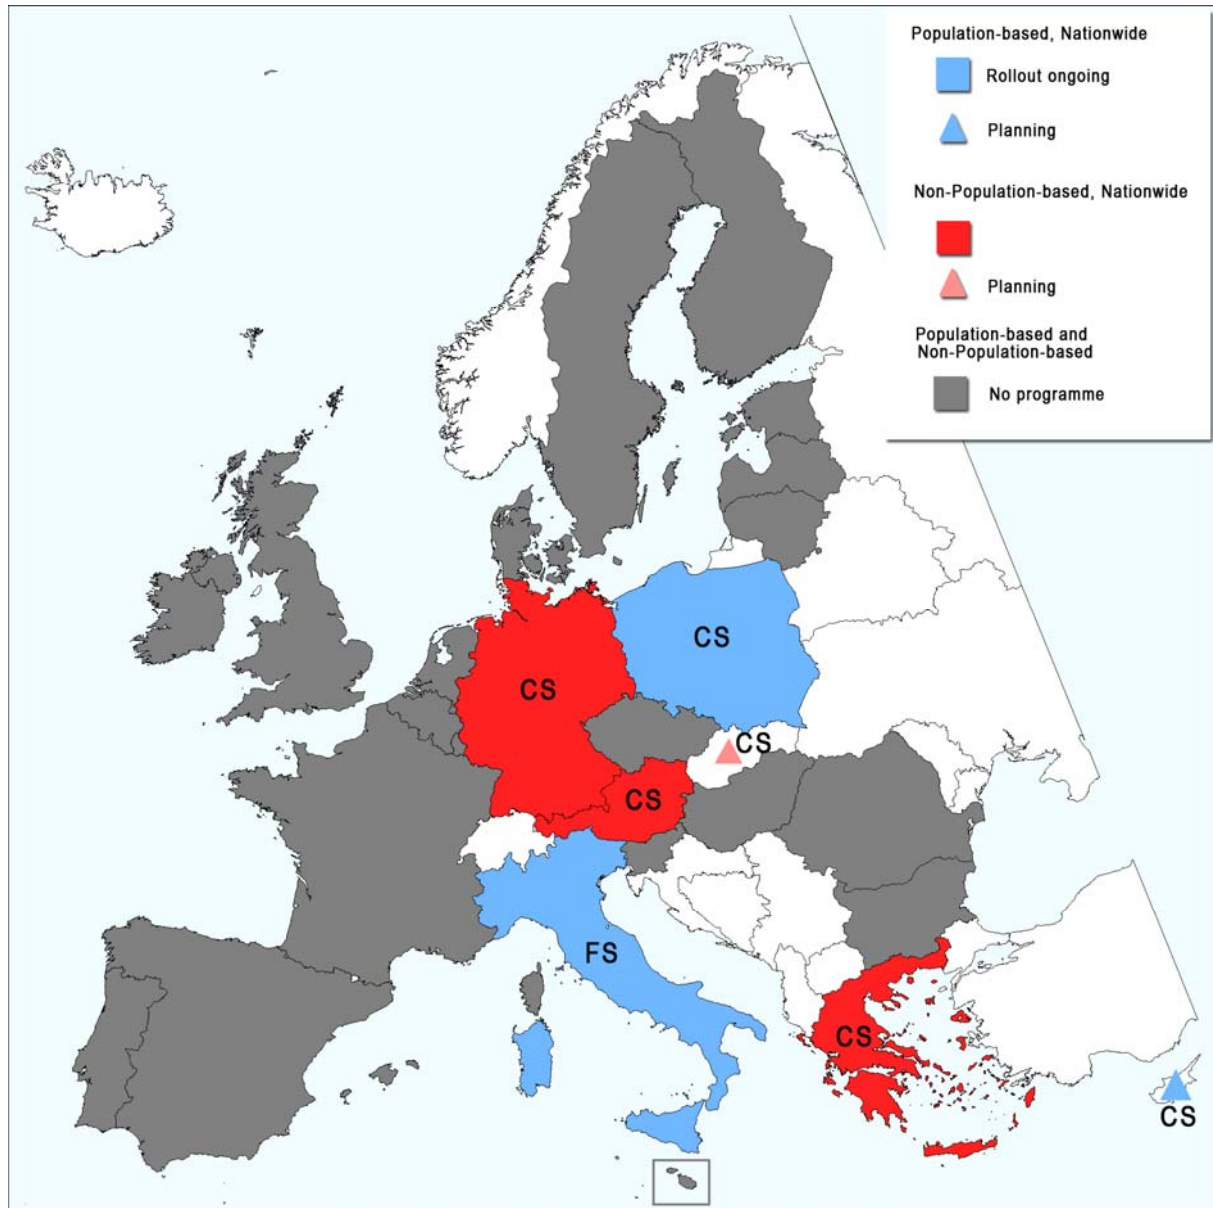 Population-based, Nationwide
Rollout ongoing
Planning
Non-Population-based, Nationwide
Planning
Population-based and
Non-Population-based
No programme
CS
CS
CS
CS
FS
CS
CS